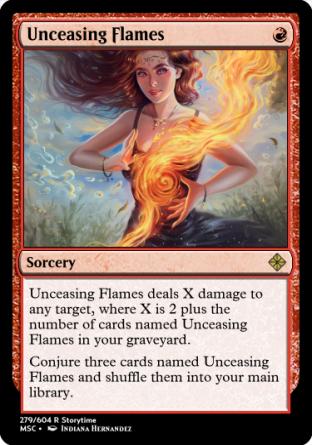 Unceasing Flames
Sorcery
Unceasing Flames deals X damage to
any target, where X is 2 plus the
number of cards named Unceasing
Flames in your graveyard.
Conjure three cards named Unceasing
Flames and shuffle them into your main
library.
279/604 R Storytime
MSC • Indiana Hernandez